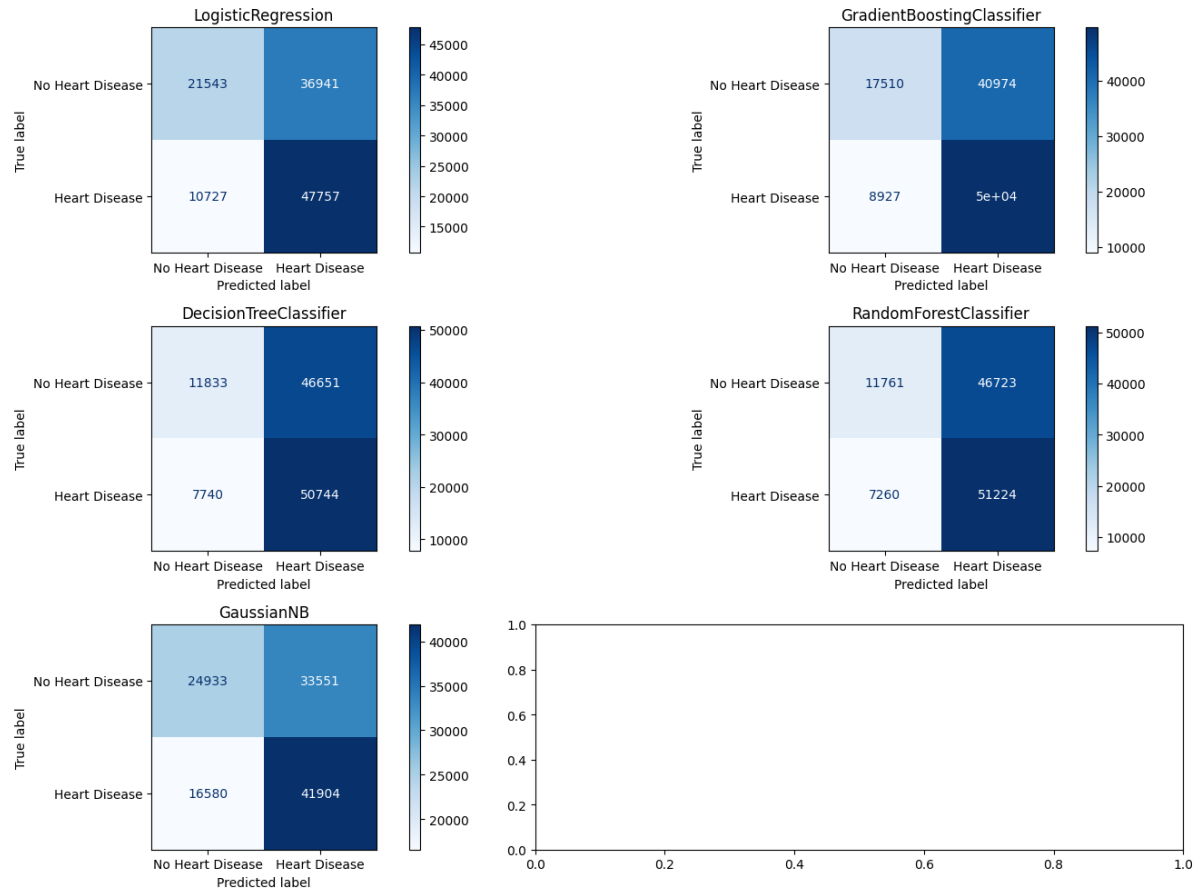 LogisticRegression
No Heart Disease
Heart Disease
True label
21543 36941
10727 47757
No Heart Disease Heart Disease
Predicted label
45000
40000
35000
30000
25000
20000
15000
GradientBoostingClassifier
No Heart Disease
Heart Disease
True label
17510 40974
8927 5e+04
No Heart Disease Heart Disease
Predicted label
40000
30000
20000
10000
DecisionTreeClassifier
No Heart Disease
Heart Disease
True label
11833 46651
7740 50744
No Heart Disease Heart Disease
Predicted label
50000
40000
30000
20000
10000
RandomForestClassifier
No Heart Disease
Heart Disease
True label
11761 46723
7260 51224
No Heart Disease Heart Disease
Predicted label
50000
40000
30000
20000
10000
GaussianNB
No Heart Disease
Heart Disease
True label
24933 33551
16580 41904
No Heart Disease Heart Disease
Predicted label
40000
35000
30000
25000
20000
1.0
0.8
0.6
0.4
0.2
0.0
0.0 0.2 0.4 0.6 0.8 1.0